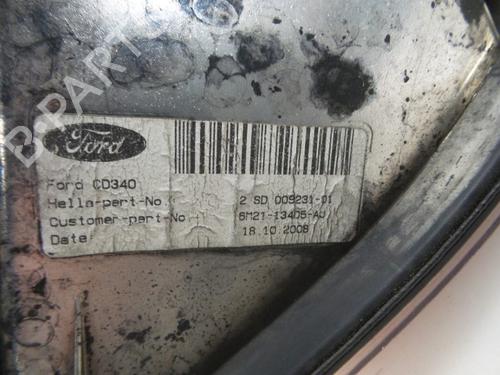 B-PARTS
Ford
Ford CD340
Hella-part-No 2 SD 009231-01
Customer-part-No 6M21-13405-AJ
Date 18.10.2008